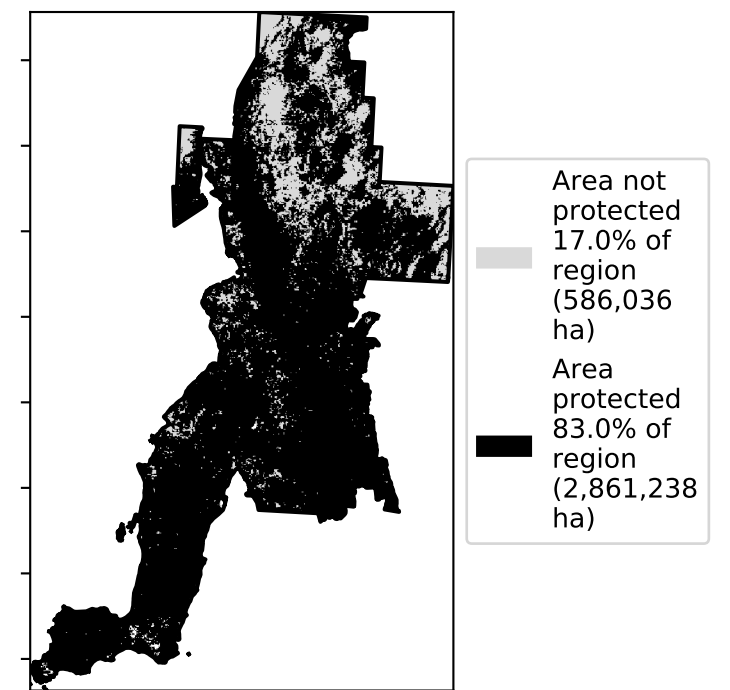 Area not
protected
17.0% of
region
(586,036
ha)
Area
protected
83.0% of
region
(2,861,238
ha)